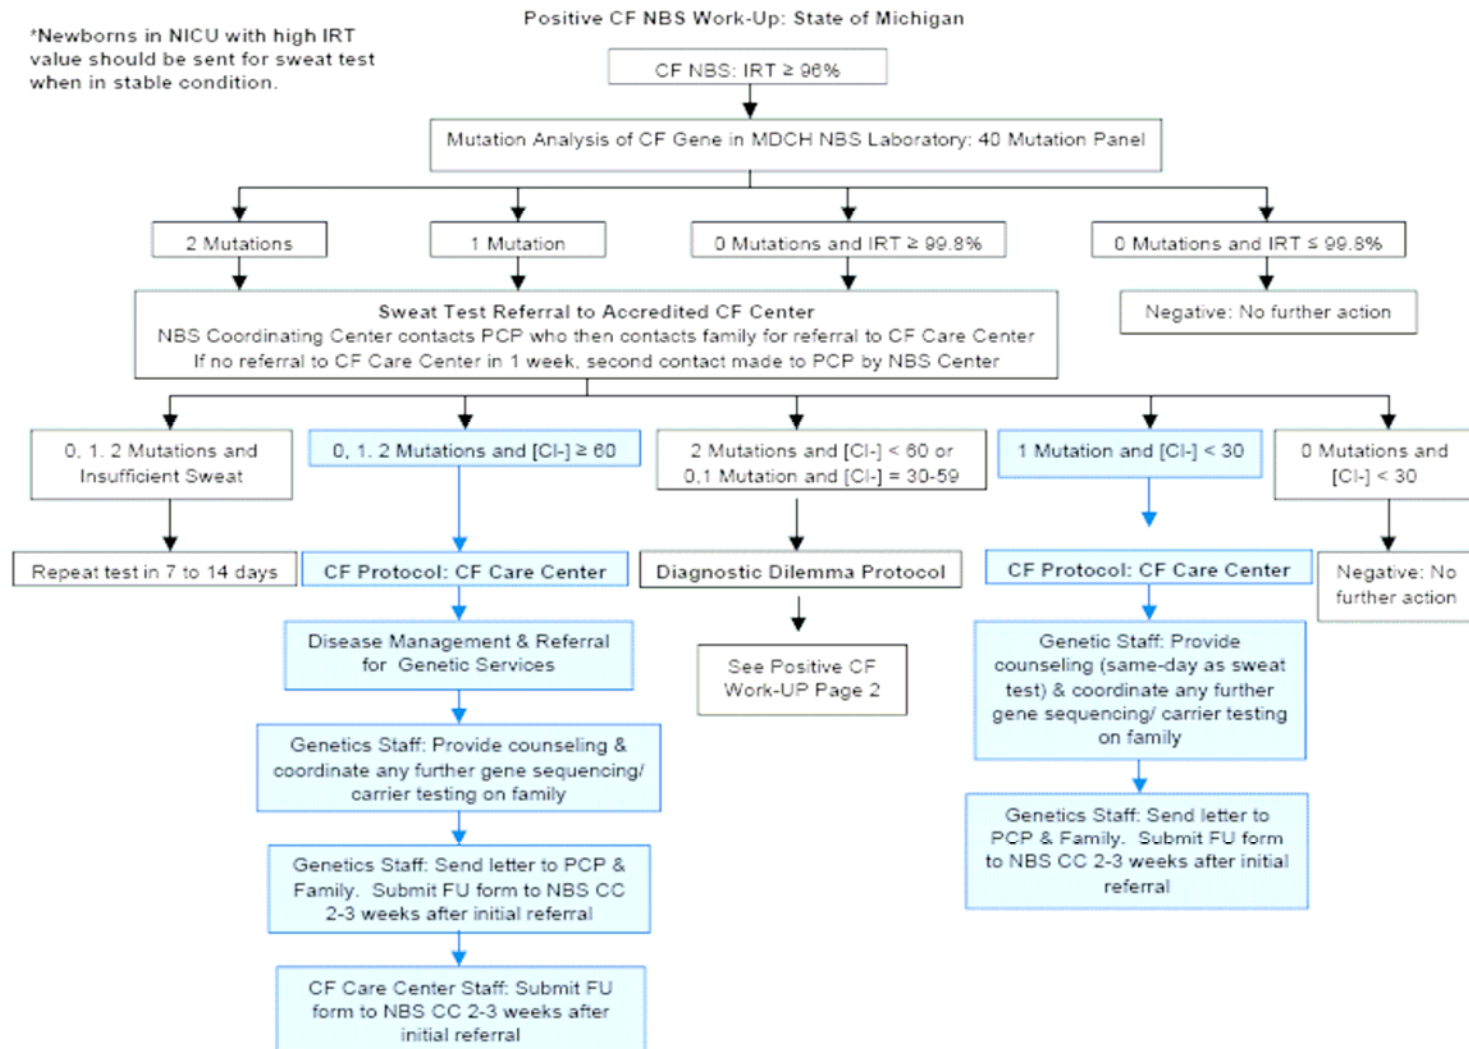 Positive CF NBS Work-Up: State of Michigan
*Newborns in NICU with high IRT
value should be sent for sweat test
when in stable condition.
CF NBS: IRT ≥ 96%
Mutation Analysis of CF Gene in MDCH NBS Laboratory: 40 Mutation Panel
2 Mutations
1 Mutation
0 Mutations and IRT ≥ 99.8%
0 Mutations and IRT ≤ 99.8%
Sweat Test Referral to Accredited CF Center
NBS Coordinating Center contacts PCP who then contacts family for referral to CF Care Center
If no referral to CF Care Center in 1 week, second contact made to PCP by NBS Center
Negative: No further action
0, 1. 2 Mutations and
Insufficient Sweat
0, 1. 2 Mutations and [Cl-] ≥ 60
2 Mutations and [Cl-] < 60 or
0,1 Mutation and [Cl-] = 30-59
1 Mutation and [Cl-] < 30
0 Mutations and
[Cl-] < 30
Repeat test in 7 to 14 days
CF Protocol: CF Care Center
Diagnostic Dilemma Protocol
CF Protocol: CF Care Center
Negative: No
further action
Disease Management & Referral
for Genetic Services
See Positive CF
Work-UP Page 2
Genetic Staff: Provide
counseling (same-day as sweat
test) & coordinate any further
gene sequencing/ carrier testing
on family
Genetics Staff: Provide counseling &
coordinate any further gene sequencing/
carrier testing on family
Genetics Staff: Send letter to
PCP & Family. Submit FU form
to NBS CC 2-3 weeks after initial
referral
Genetics Staff: Send letter to PCP &
Family. Submit FU form to NBS CC
2-3 weeks after initial referral
CF Care Center Staff: Submit FU
form to NBS CC 2-3 weeks after
initial referral